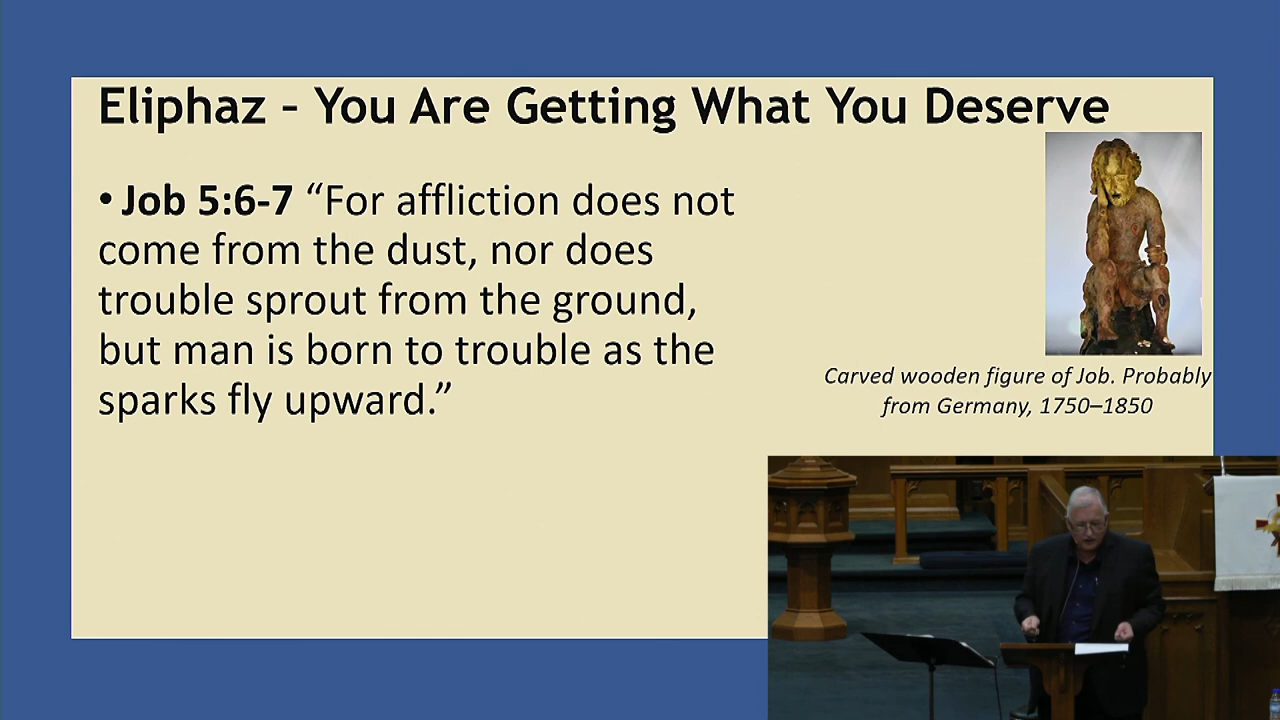 Eliphaz – You Are Getting What You Deserve
• Job 5:6-7 “For affliction does not
come from the dust, nor does
trouble sprout from the ground,
but man is born to trouble as the
sparks fly upward.”
Carved wooden figure of Job. Probably
from Germany, 1750–1850